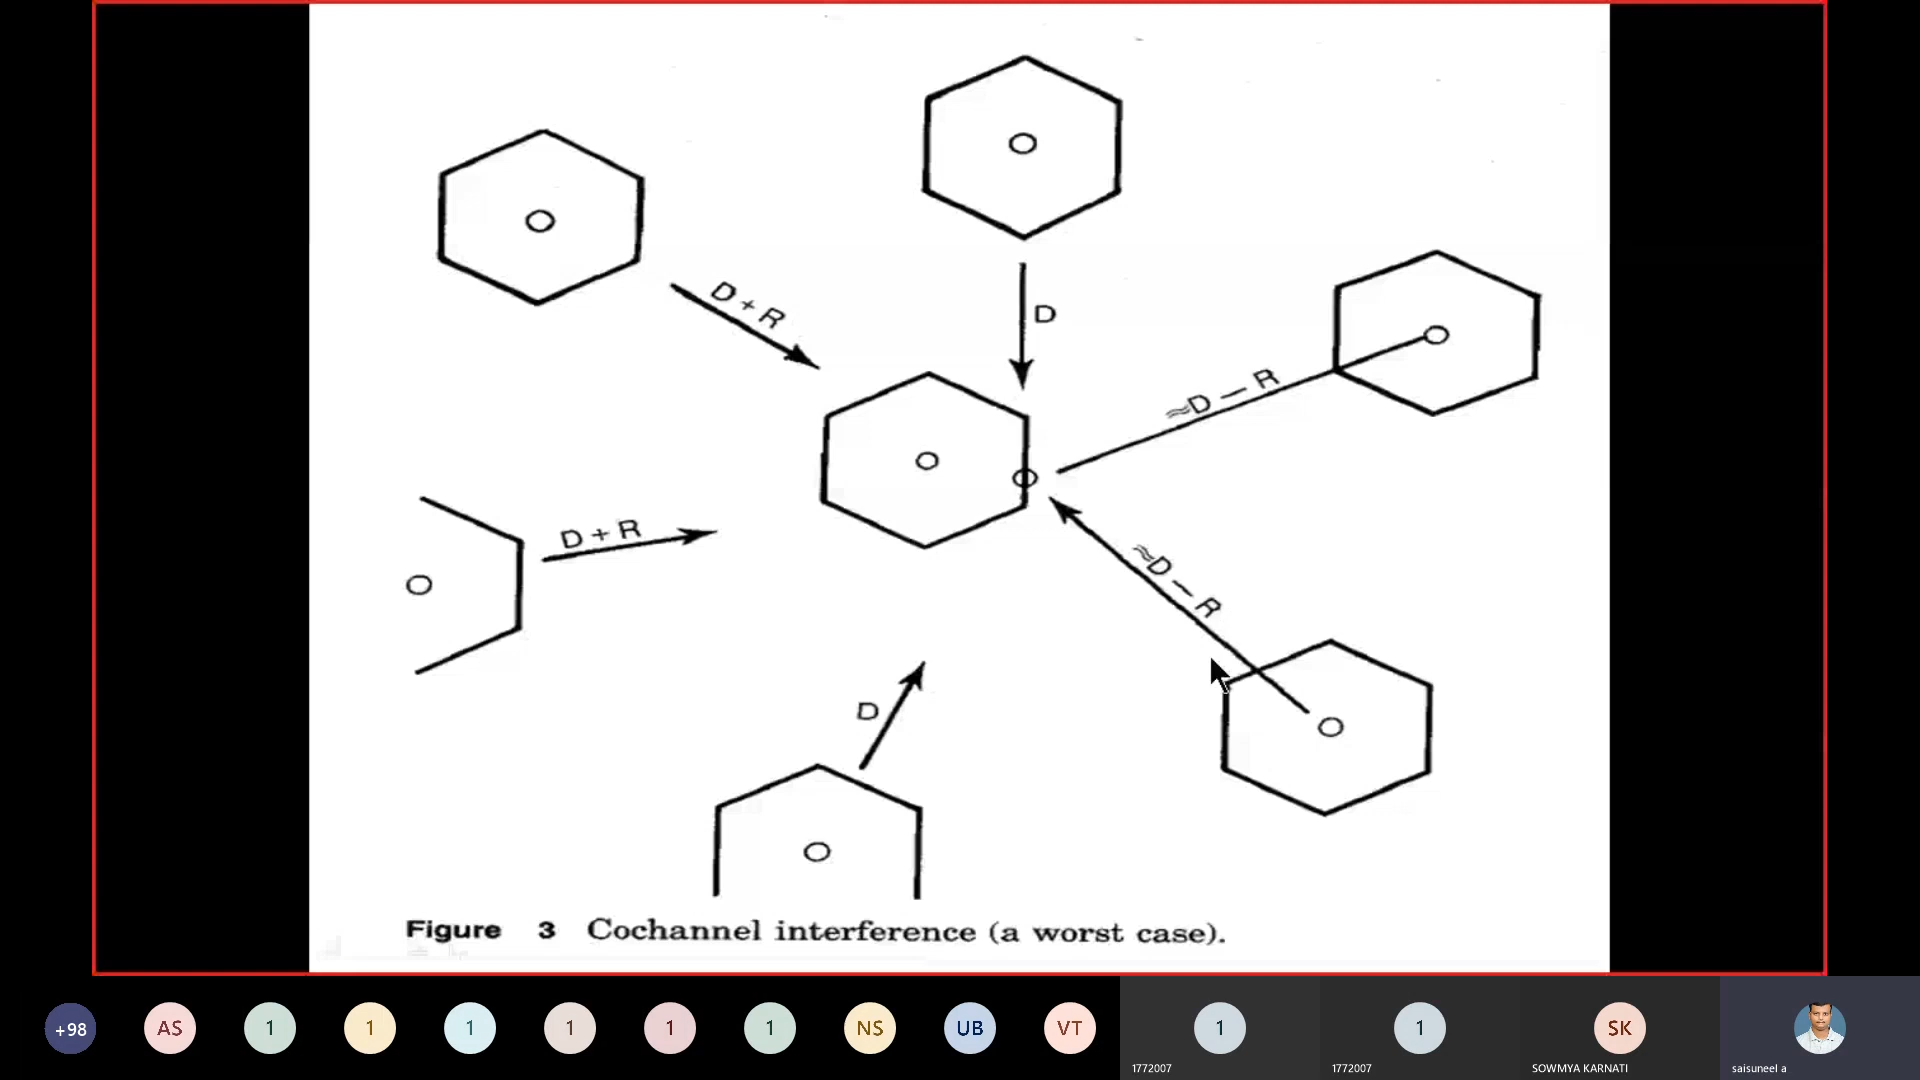 D + R
D
≈D — R
D + R
≈D — R
D
Figure 3 Cochannel interference (a worst case).
+98 AS 1 1 1 1 1 1 NS UB VT 1 1 SK
1772007 1772007 SOWMYA KARNATI saisuneel a